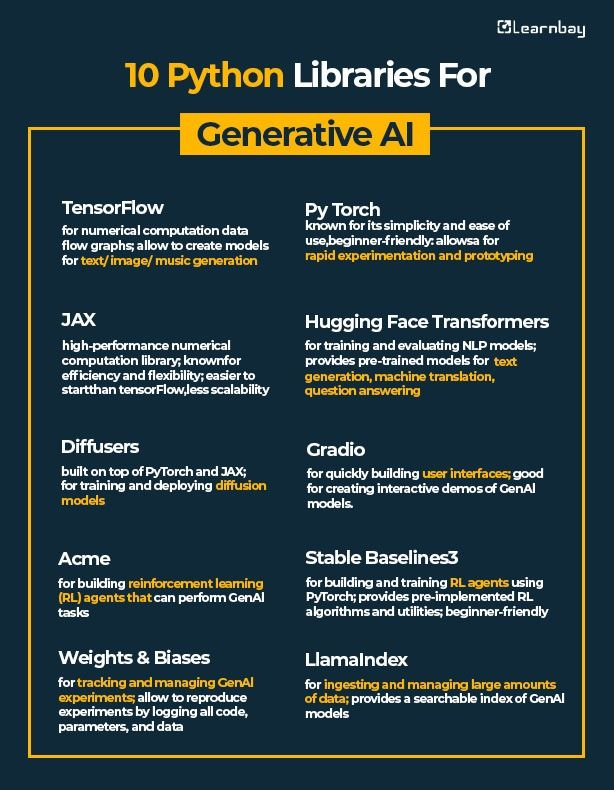 Learnbay
10 Python Libraries For
Generative AI
TensorFlow
for numerical computation data
flow graphs; allow to create models
for text/ image/ music generation
Py Torch
known for its simplicity and ease of
use,beginner-friendly: allowsa for
rapid experimentation and prototyping
JAX
high-performance numerical
computation library; knownfor
efficiency and flexibility; easier to
startthan tensorFlow,less scalability
Hugging Face Transformers
for training and evaluating NLP models;
provides pre-trained models for text
generation, machine translation,
question answering
Diffusers
built on top of PyTorch and JAX;
for training and deploying diffusion
models
Gradio
for quickly building user interfaces; good
for creating interactive demos of GenAI
models.
Acme
for building reinforcement learning
(RL) agents that can perform GenAI
tasks
Stable Baselines3
for building and training RL agents using
PyTorch; provides pre-implemented RL
algorithms and utilities; beginner-friendly
Weights & Biases
for tracking and managing GenAI
experiments; allow to reproduce
experiments by logging all code,
parameters, and data
LlamaIndex
for ingesting and managing large amounts
of data; provides a searchable index of GenAI
models